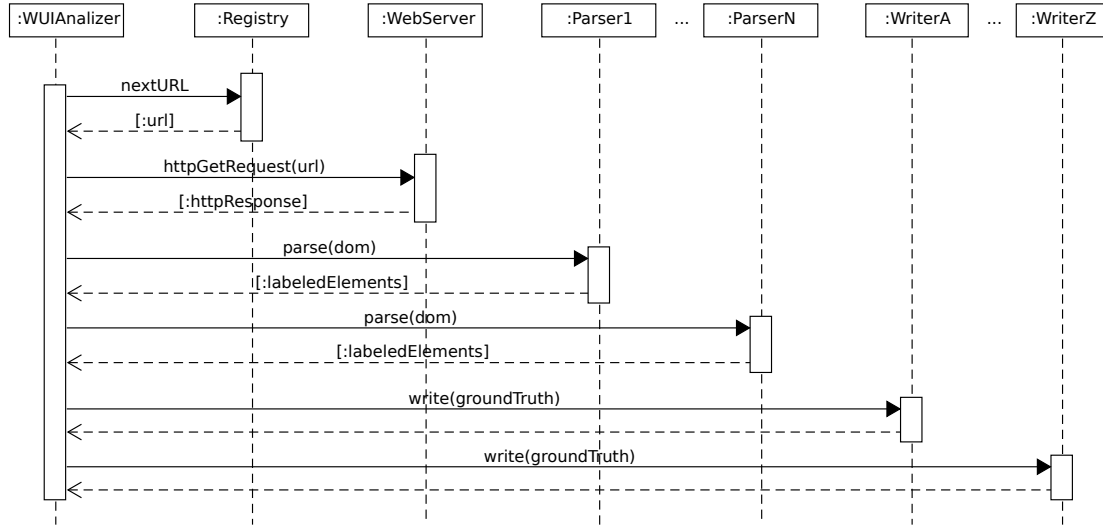 :WUIAnalizer :Registry :WebServer :Parser1 ... :ParserN :WriterA ... :WriterZ
nextURL
[:url]
httpGetRequest(url)
[:httpResponse]
parse(dom)
[:labeledElements]
parse(dom)
[:labeledElements]
write(groundTruth)
write(groundTruth)